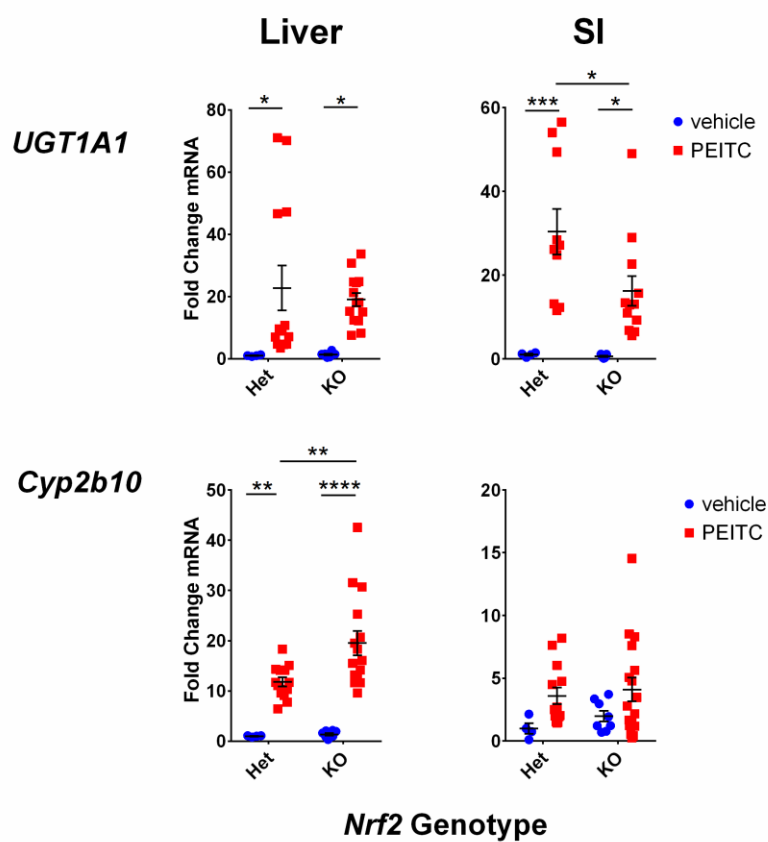 Liver SI
UGT1A1
Fold Change mRNA
80
60
40
20
0
* *
Het KO
60
40
20
0
*
*** *
Het KO
vehicle
PEITC
Cyp2b10
Fold Change mRNA
50
40
30
20
10
0
**
** ****
Het KO
20
15
10
5
0
Het KO
vehicle
PEITC
Nrf2 Genotype